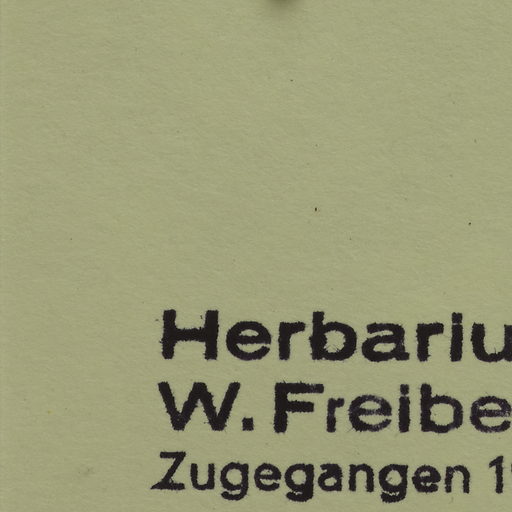 Herbariu
W. Freibe
Zugegangen 1